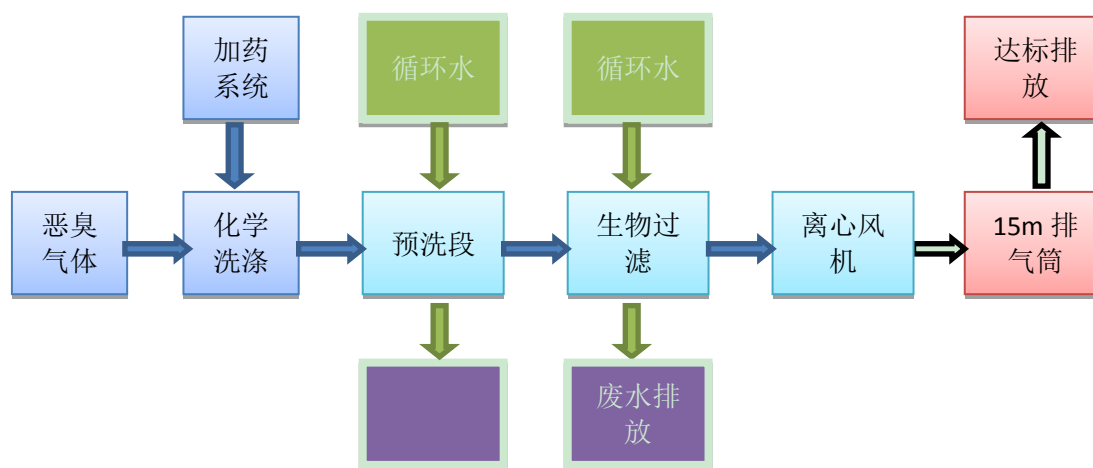 加药
系统
循环水
循环水
达标排
放
恶臭
气体
化学
洗涤
预洗段
生物过
滤
离心风
机
15m 排
气筒
废水排
放